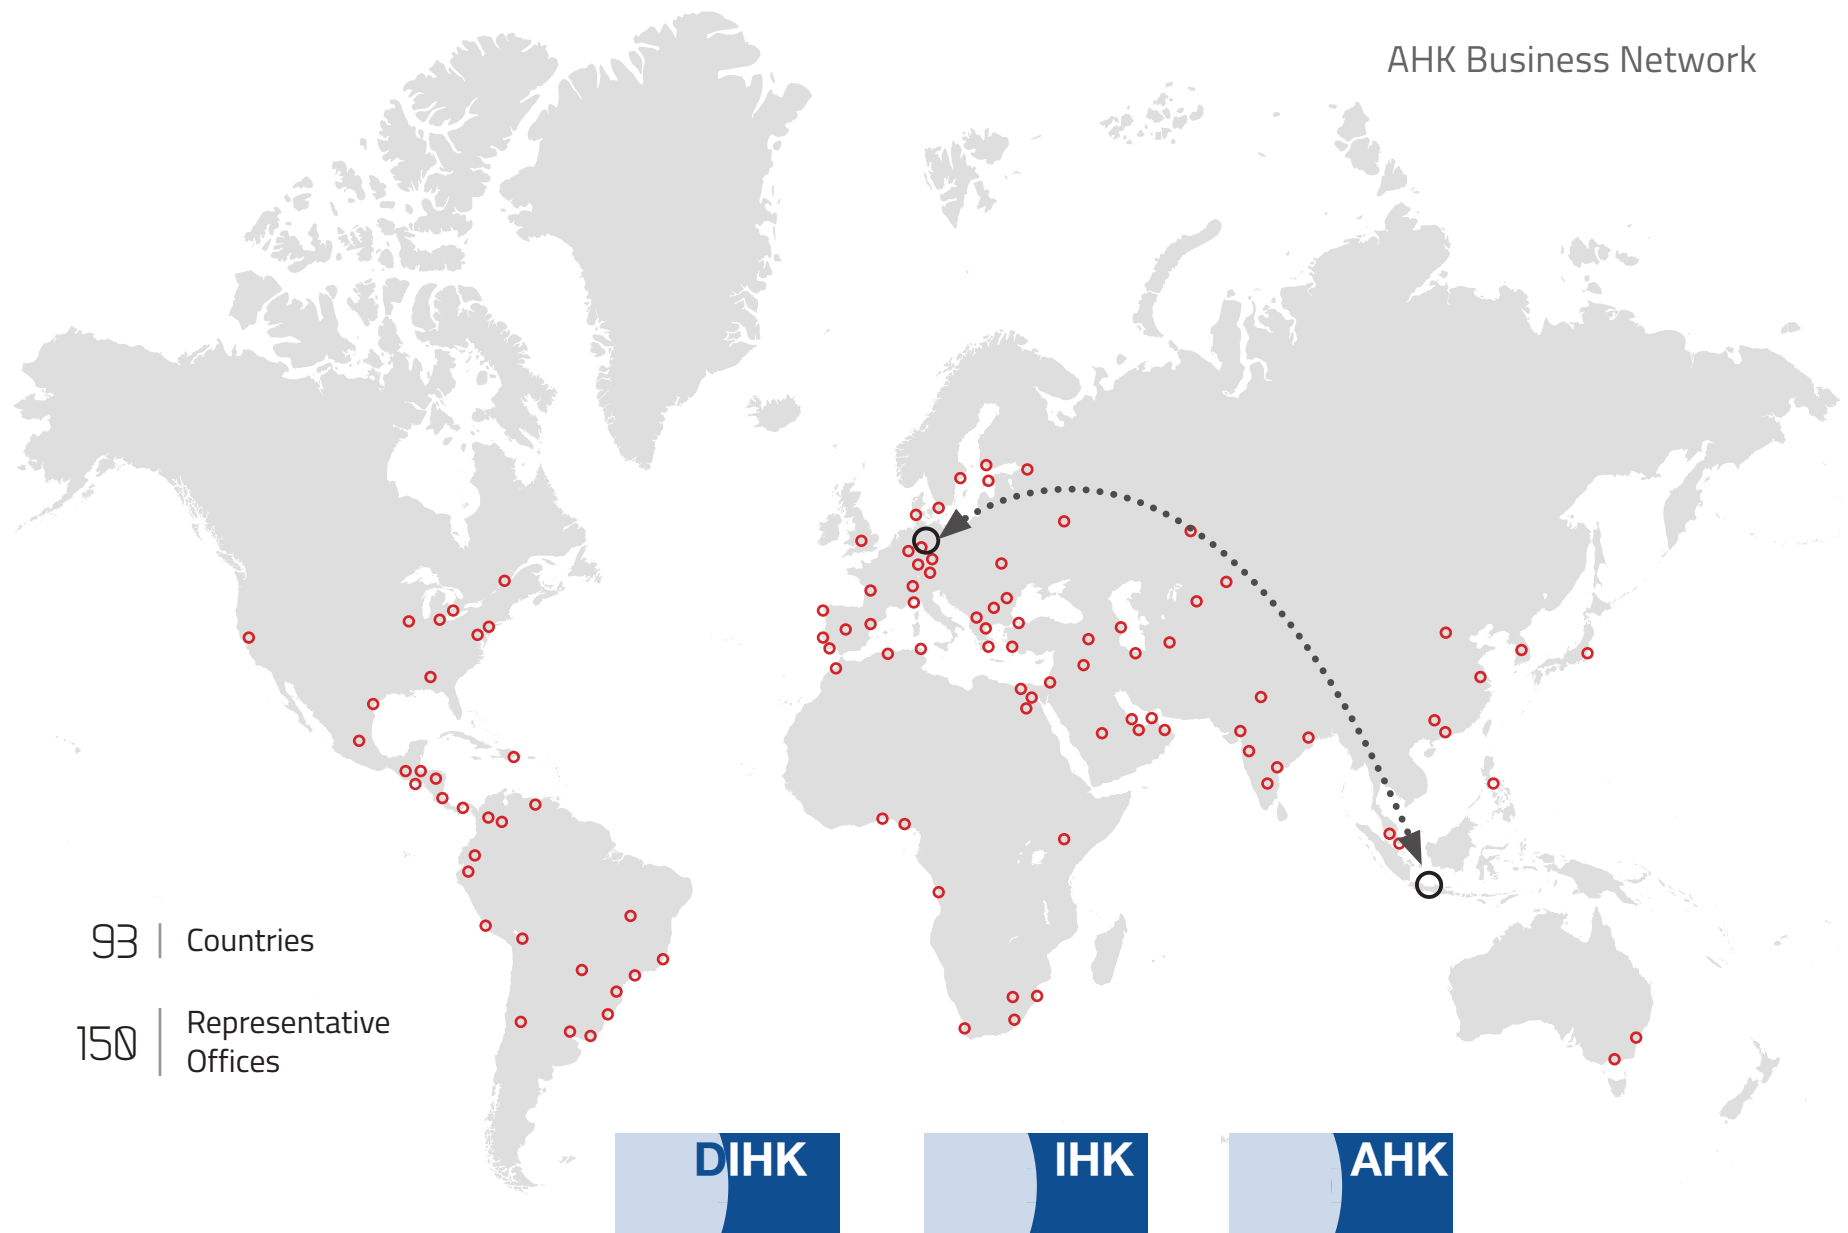 AHK Business Network
93 Countries
150 Representative
Offices
DIHK
IHK
AHK